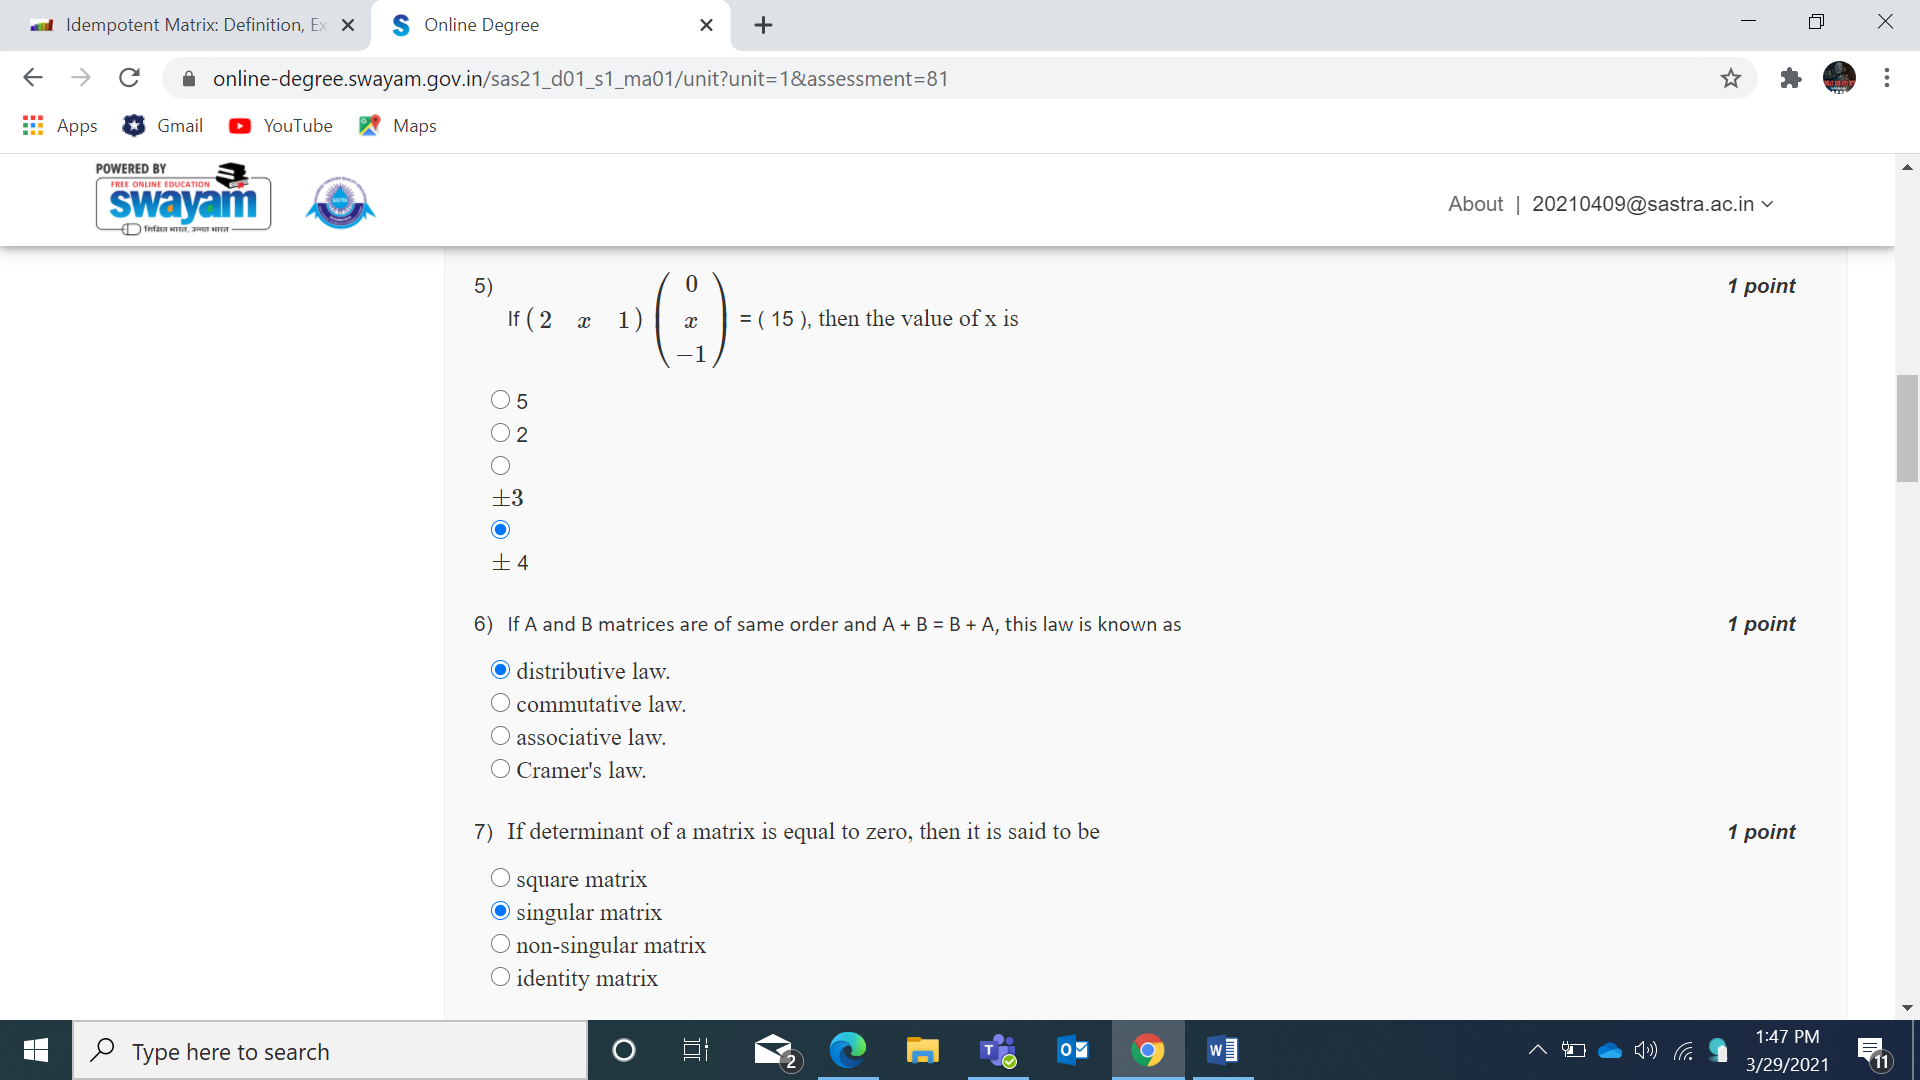 Idempotent Matrix: Definition, Ex
Online Degree
online-degree.swayam.gov.in/sas21_d01_s1_ma01/unit?unit=1&assessment=81
Apps
Gmail
YouTube
Maps
POWERED BY
FREE ONLINE EDUCATION
swayam
शिक्षित भारत, उन्नत भारत
About | 20210409@sastra.ac.in
5)
1 point
If ( 2 x 1 ) ( 0 x −1 ) = ( 15 ), then the value of x is
5
2
±3
± 4
6) If A and B matrices are of same order and A + B = B + A, this law is known as
1 point
distributive law.
commutative law.
associative law.
Cramer's law.
7) If determinant of a matrix is equal to zero, then it is said to be
1 point
square matrix
singular matrix
non-singular matrix
identity matrix
Type here to search
2
1:47 PM
3/29/2021
11